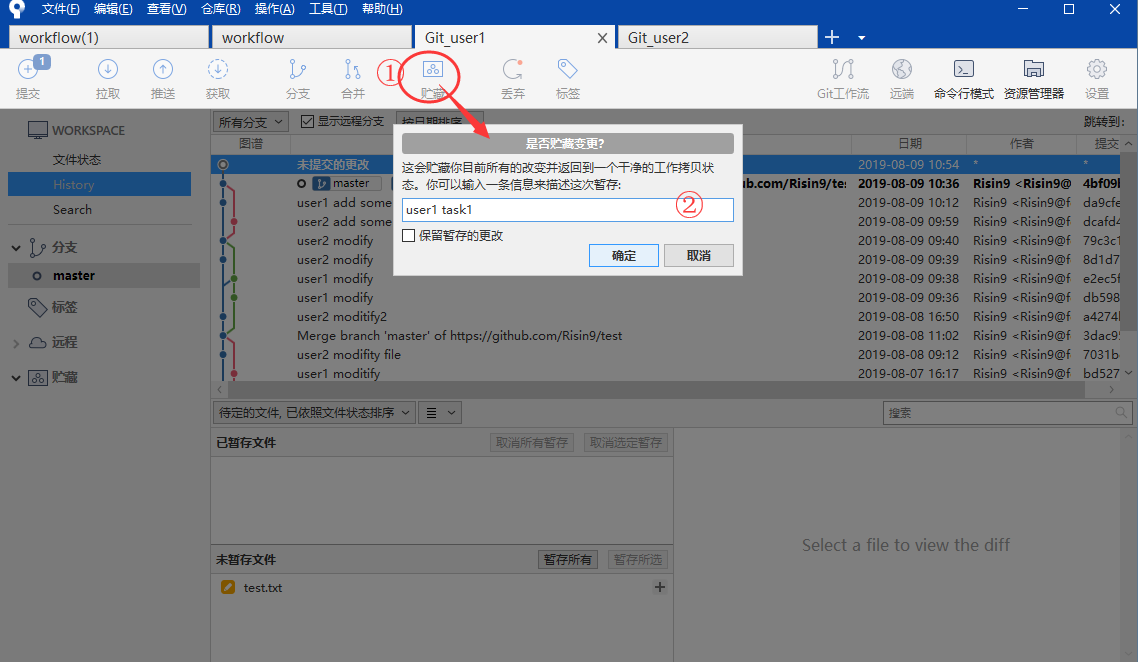 文件(F) 编辑(E) 查看(V) 仓库(R) 操作(A) 工具(T) 帮助(H)
workflow(1) workflow Git_user1 Git_user2
1
提交 拉取 推送 获取 分支 合并 ① 贮藏 丢弃 标签 Git工作流 远端 命令行模式 资源管理器 设置
WORKSPACE
文件状态
History
Search
分支
master
标签
远程
贮藏
所有分支 显示远程分支 按日期排序 跳转到:
图谱 日期 作者 提交
未提交的更改 2019-08-09 10:54 * *
master ub.com/Risin9/tes 2019-08-09 10:36 Risin9 <Risin9@ 4bf09b
user1 add some 2019-08-09 10:12 Risin9 <Risin9@f da9cfe
user2 add some 2019-08-09 09:59 Risin9 <Risin9@f dcafd4
user2 modify 2019-08-09 09:40 Risin9 <Risin9@f 79c3c1
user2 modify 2019-08-09 09:39 Risin9 <Risin9@f 8d1d7
user1 modify 2019-08-09 09:38 Risin9 <Risin9@f e2ec5f
user1 modify 2019-08-09 09:36 Risin9 <Risin9@f db598
user2 moditify2 2019-08-08 16:50 Risin9 <Risin9@f a4274
Merge branch 'master' of https://github.com/Risin9/test 2019-08-08 11:02 Risin9 <Risin9@f 3dac9
user2 modifity file 2019-08-08 09:12 Risin9 <Risin9@f 7031b
user1 moditify 2019-08-07 16:17 Risin9 <Risin9@f bd527
是否贮藏变更?
这会贮藏你目前所有的改变并返回到一个干净的工作拷贝状
态。你可以输入一条信息来描述这次暂存:
user1 task1 ②
保留暂存的更改
确定 取消
待定的文件, 已依照文件状态排序 搜索
已暂存文件 取消所有暂存 取消选定暂存
未暂存文件 暂存所有 暂存所选
test.txt
Select a file to view the diff